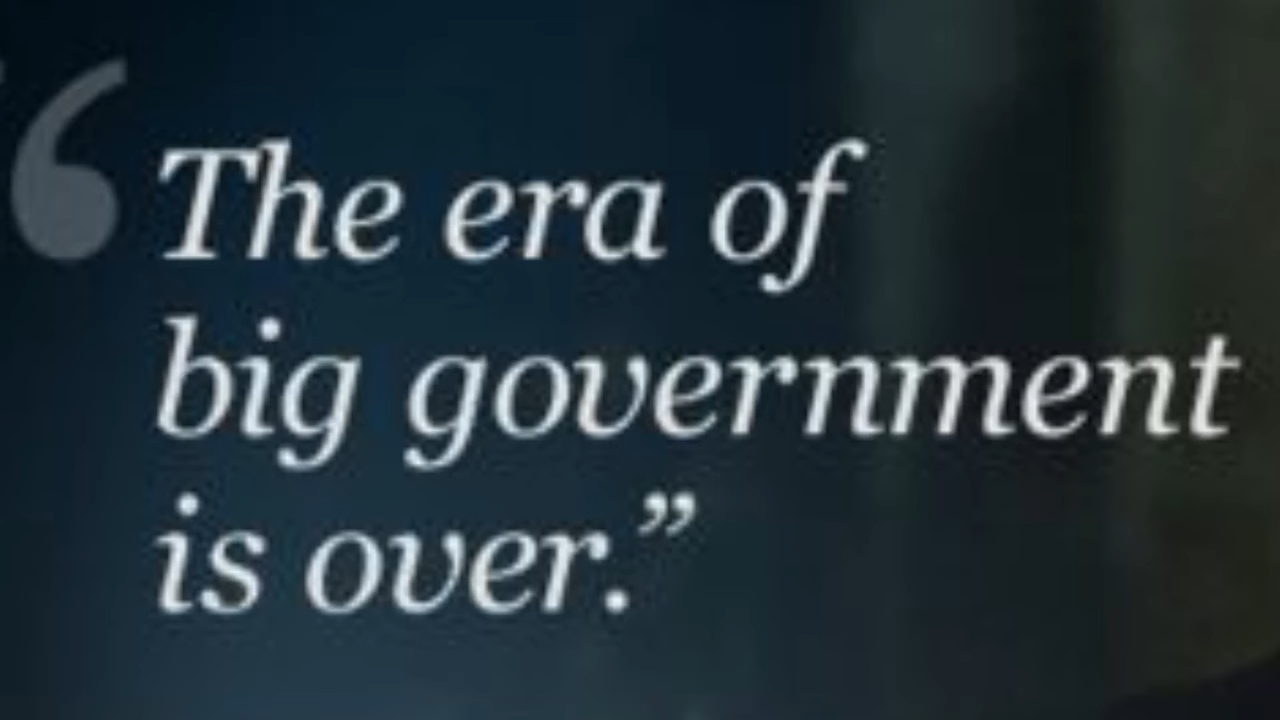 “The era of
big government
is over.”